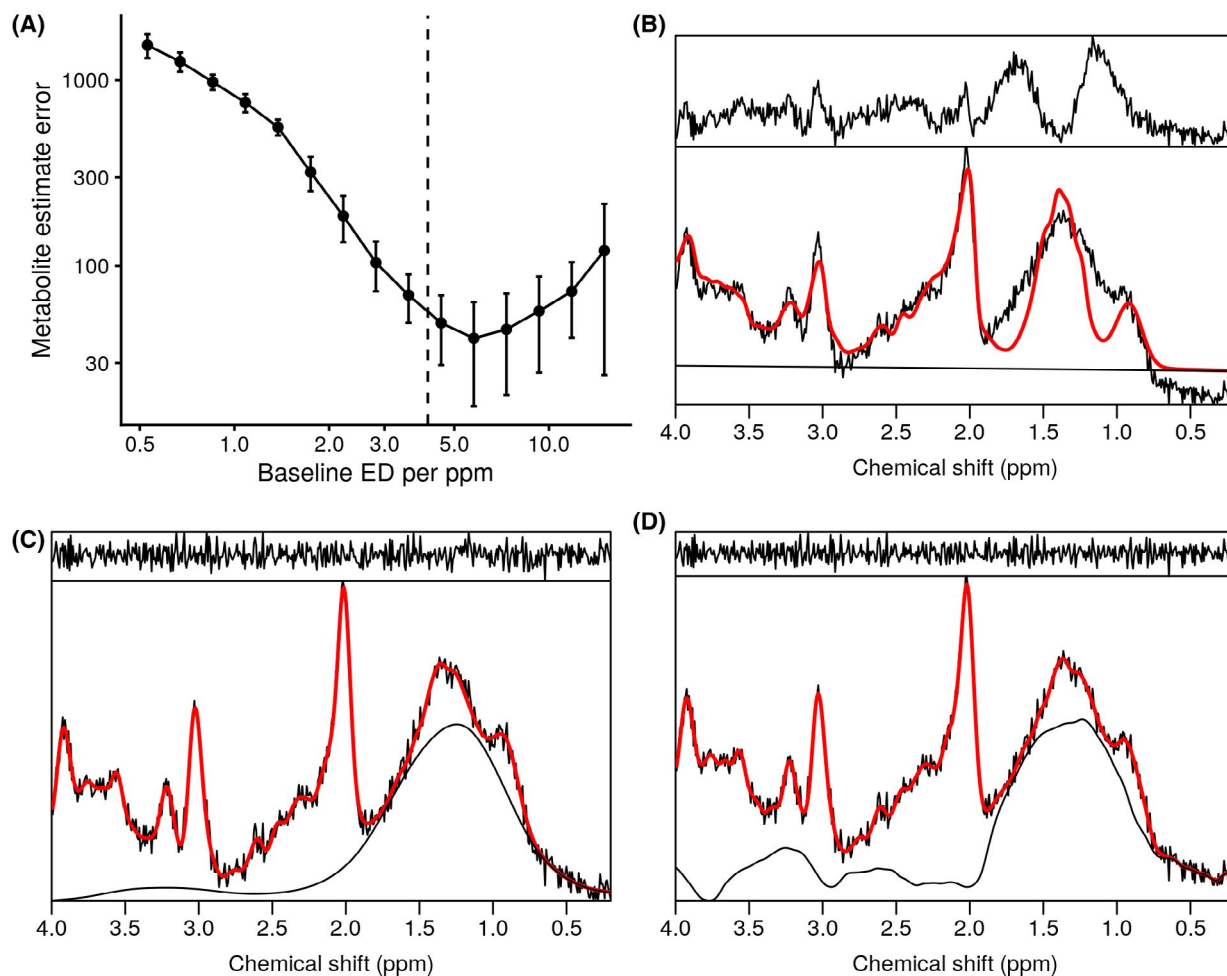 (A)
Metabolite estimate error
1000
300
100
30
0.5 1.0 2.0 3.0 5.0 10.0
Baseline ED per ppm
(B)
4.0 3.5 3.0 2.5 2.0 1.5 1.0 0.5
Chemical shift (ppm)
(C)
4.0 3.5 3.0 2.5 2.0 1.5 1.0 0.5
Chemical shift (ppm)
(D)
4.0 3.5 3.0 2.5 2.0 1.5 1.0 0.5
Chemical shift (ppm)